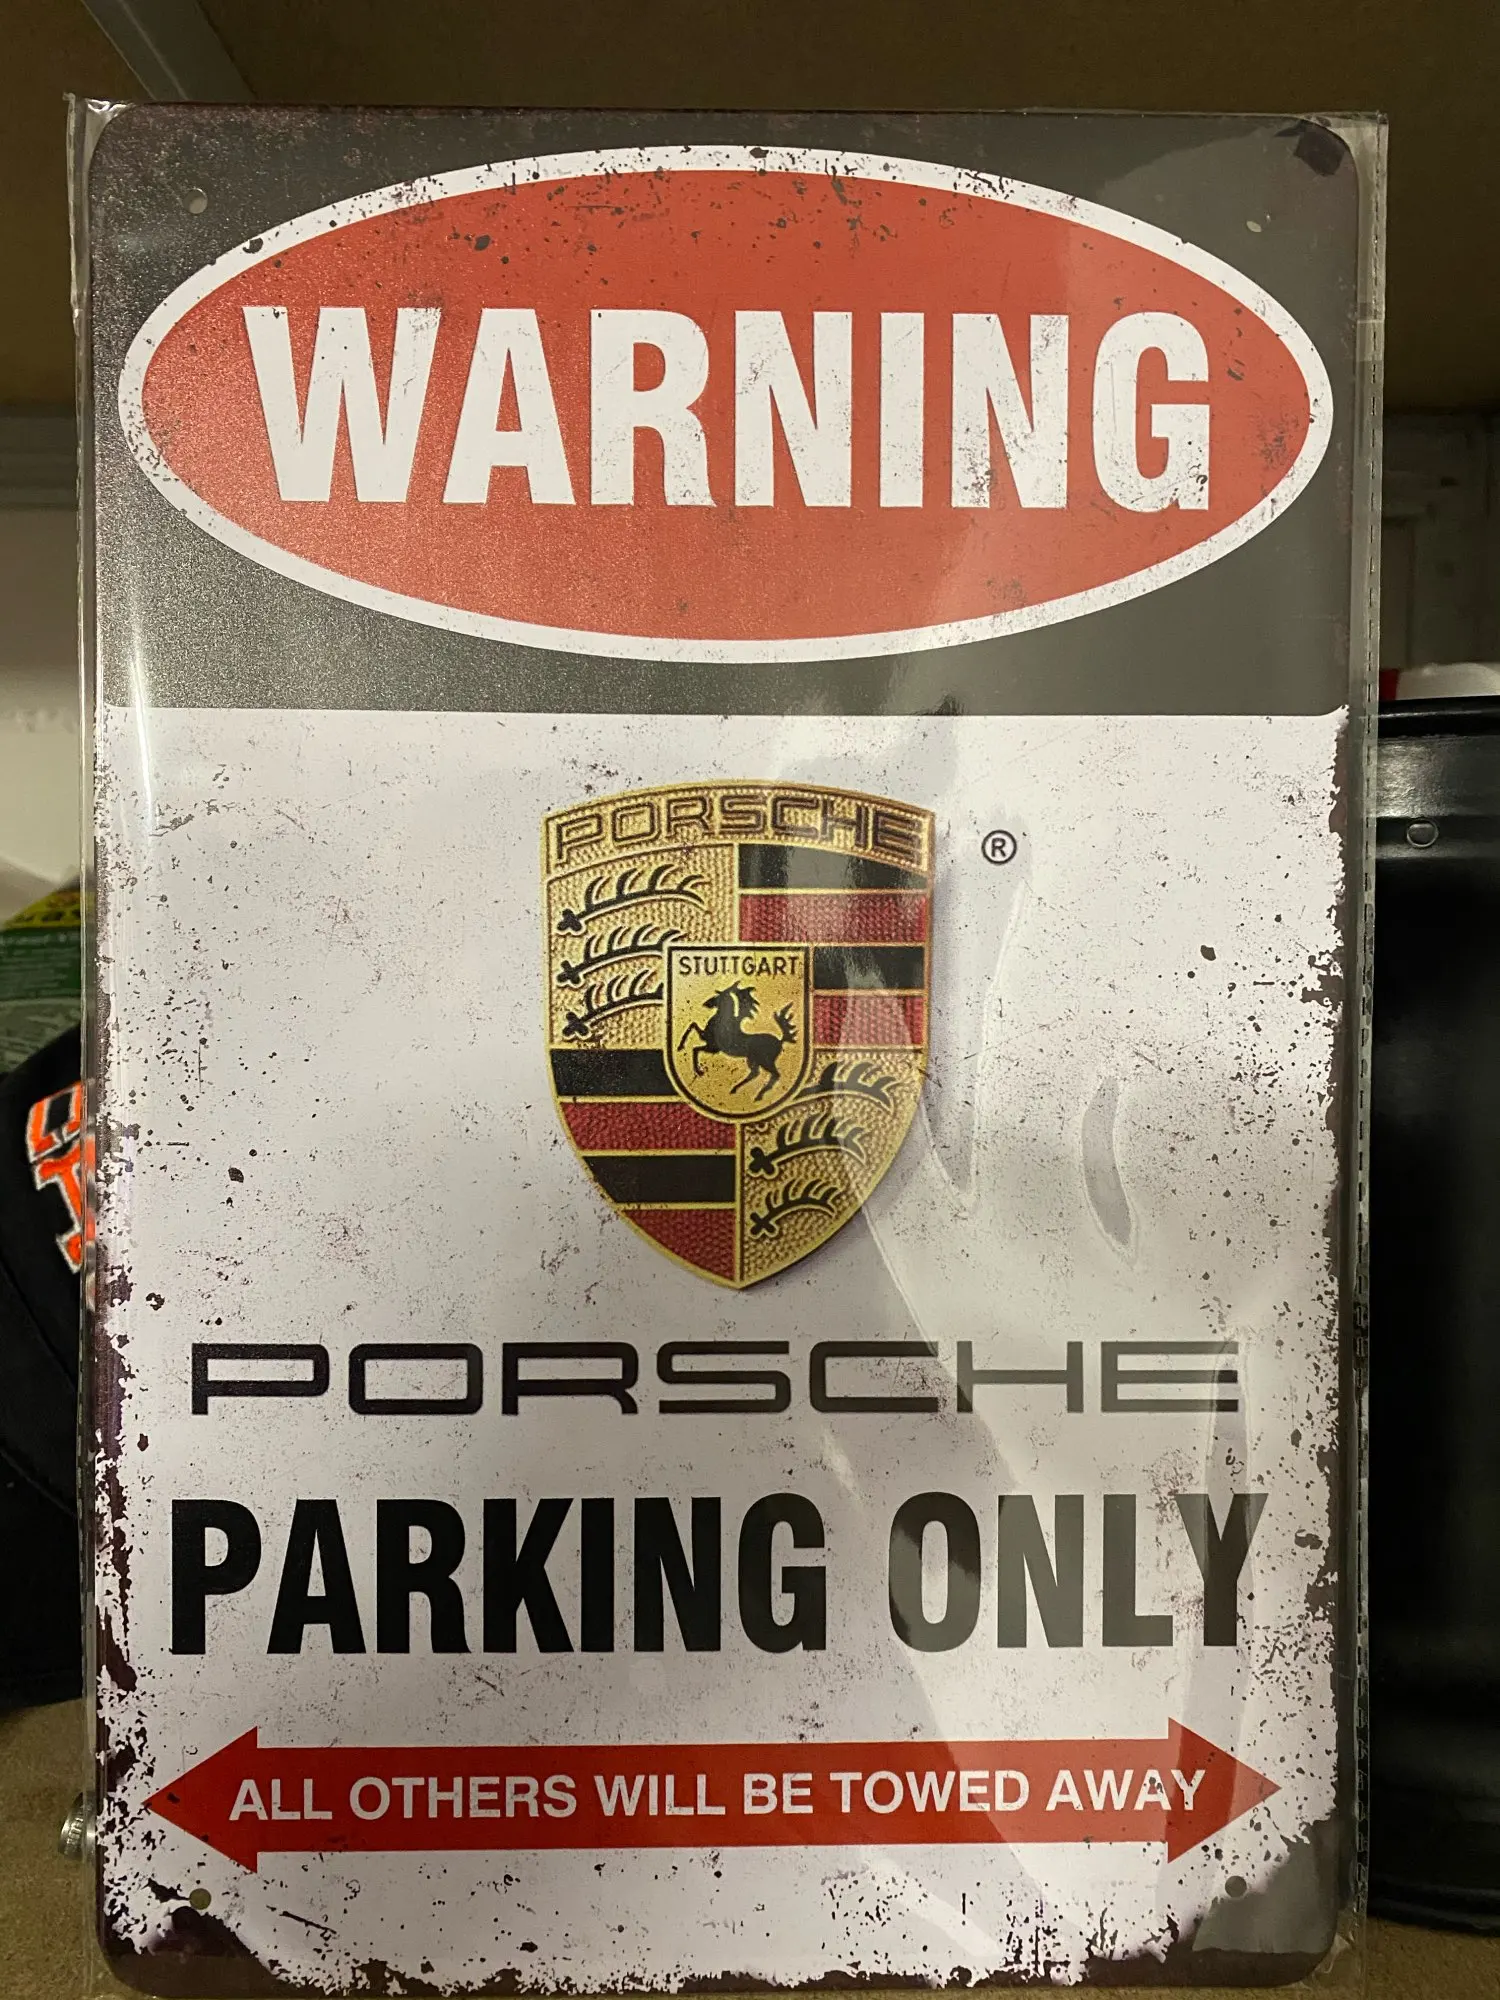 WARNING
PORSCHE
®
STUTTGART
PORSCHE
PARKING ONLY
ALL OTHERS WILL BE TOWED AWAY